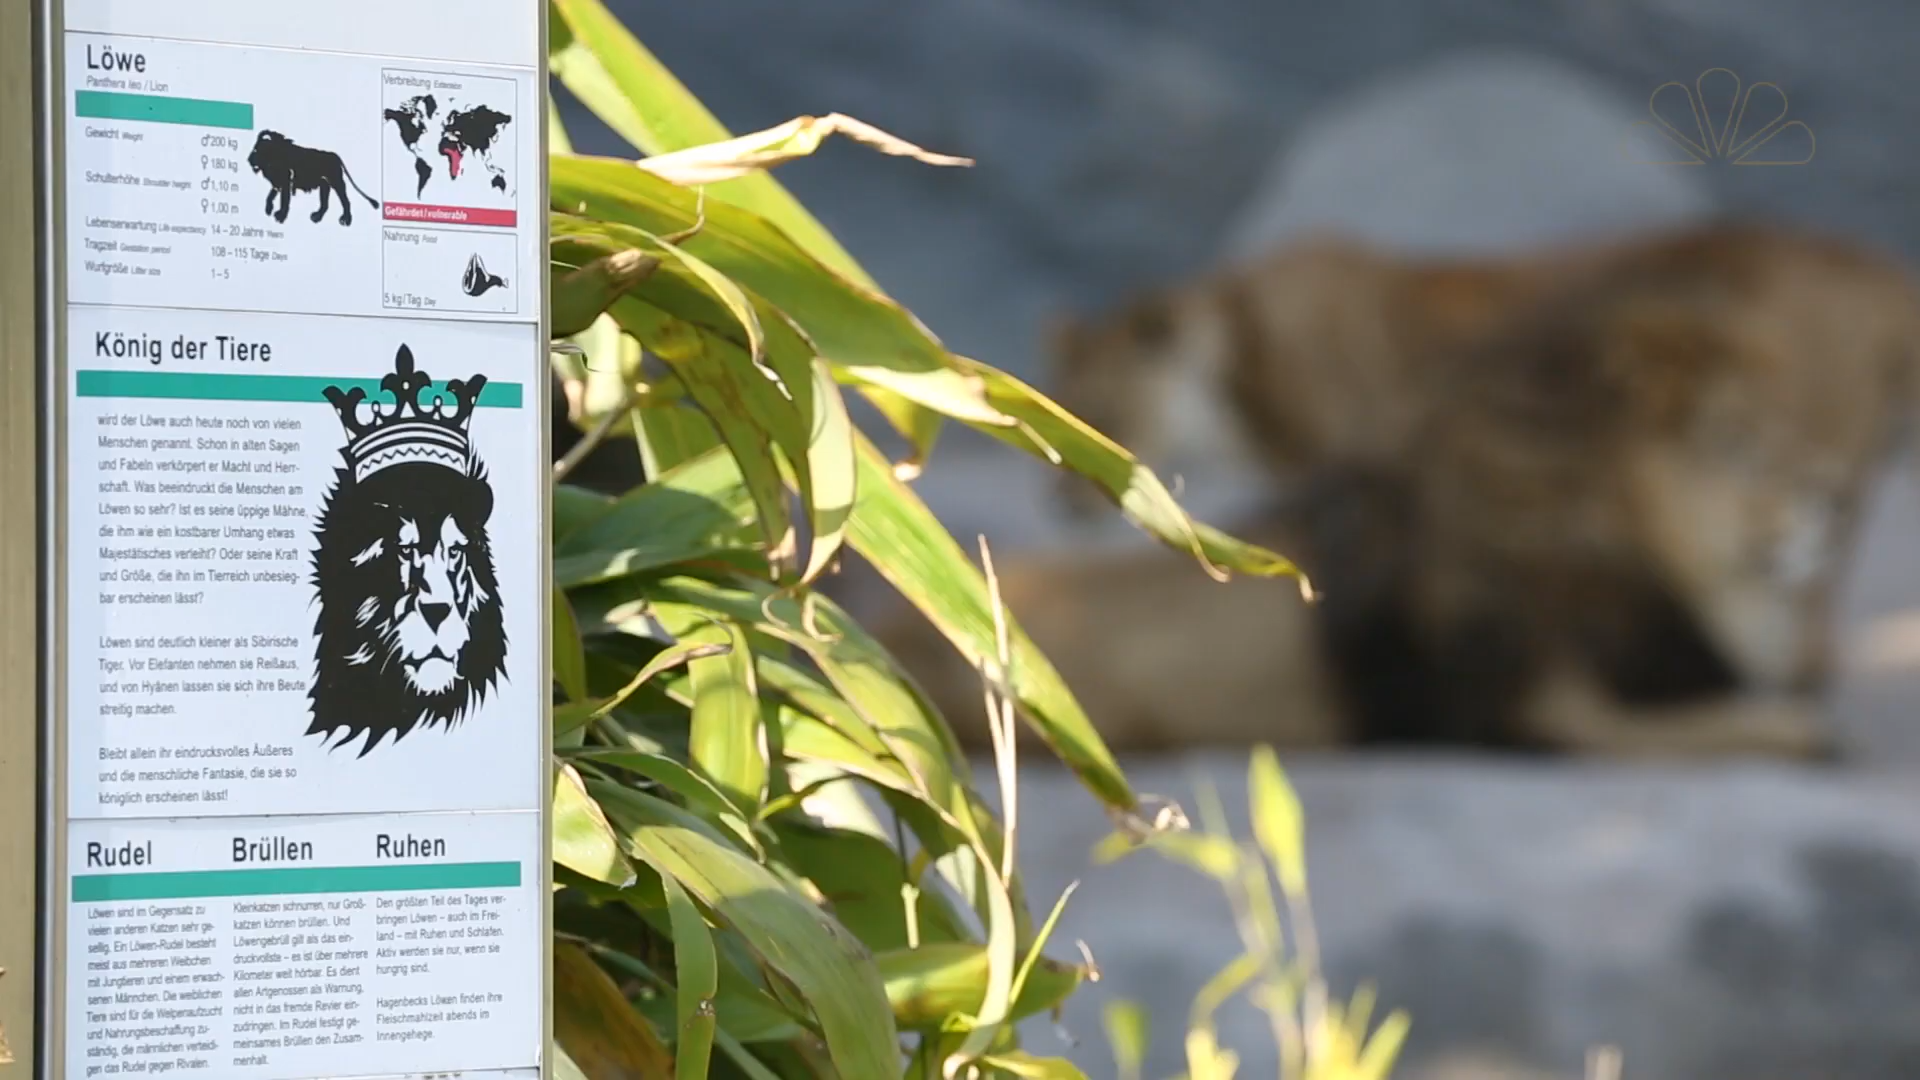 Löwe
Panthera leo / Lion
Gewicht Weight
♂200 kg
♀180 kg
Schulterhöhe Shoulder height
♂1,10 m
♀1,00 m
Lebenserwartung Life expectancy 14 – 20 Jahre Years
Tragzeit Gestation period 108 – 115 Tage Days
Wurfgröße Litter size 1 – 5
Verbreitung Extension
Gefährdet / vulnerable
Nahrung Food
5 kg / Tag Day
König der Tiere
wird der Löwe auch heute noch von vielen
Menschen genannt. Schon in alten Sagen
und Fabeln verkörpert er Macht und Herr-
schaft. Was beeindruckt die Menschen am
Löwen so sehr? Ist es seine üppige Mähne,
die ihm wie ein kostbarer Umhang etwas
Majestätisches verleiht? Oder seine Kraft
und Größe, die ihn im Tierreich unbesieg-
bar erscheinen lässt?
Löwen sind deutlich kleiner als Sibirische
Tiger. Vor Elefanten nehmen sie Reißaus,
und von Hyänen lassen sie sich ihre Beute
streitig machen.
Bleibt allein ihr eindrucksvolles Äußeres
und die menschliche Fantasie, die sie so
königlich erscheinen lässt!
Rudel
Löwen sind im Gegensatz zu
vielen anderen Katzen sehr ge-
sellig. Ein Löwen-Rudel besteht
meist aus mehreren Weibchen
mit Jungtieren und einem erwach-
senen Männchen. Die weiblichen
Tiere sind für die Welpenaufzucht
und Nahrungsbeschaffung zu-
ständig, die männlichen verteidi-
gen das Rudel gegen Rivalen.
Brüllen
Kleinkatzen schnurren, nur Groß-
katzen können brüllen. Und
Löwengebrüll gilt als das ein-
druckvollste – es ist über mehrere
Kilometer weit hörbar. Es dient
allen Artgenossen als Warnung,
nicht in das fremde Revier ein-
zudringen. Im Rudel festigt ge-
meinsames Brüllen den Zusam-
menhalt.
Ruhen
Den größten Teil des Tages ver-
bringen Löwen – auch im Frei-
land – mit Ruhen und Schlafen.
Aktiv werden sie nur, wenn sie
hungrig sind.
Hagenbecks Löwen finden ihre
Fleischmahlzeit abends im
Innengehege.